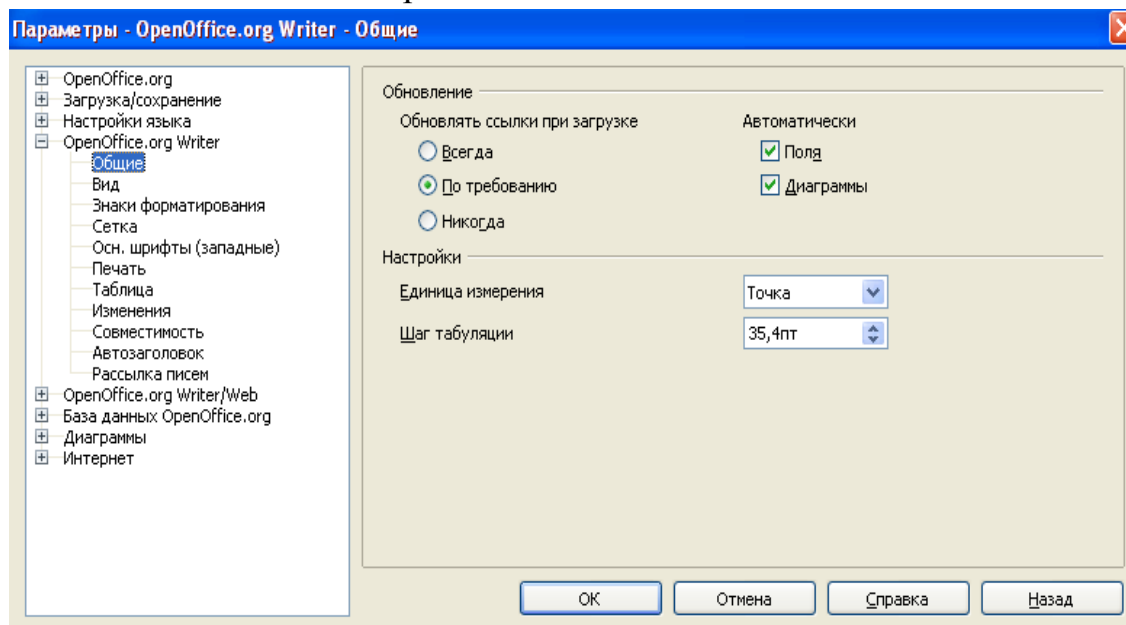 Параметры - OpenOffice.org Writer - Общие
OpenOffice.org
Загрузка/сохранение
Настройки языка
OpenOffice.org Writer
Общие
Вид
Знаки форматирования
Сетка
Осн. шрифты (западные)
Печать
Таблица
Изменения
Совместимость
Автозаголовок
Рассылка писем
OpenOffice.org Writer/Web
База данных OpenOffice.org
Диаграммы
Интернет
Обновление
Обновлять ссылки при загрузке
Автоматически
Всегда
Поля
По требованию
Диаграммы
Никогда
Настройки
Единица измерения
Точка
Шаг табуляции
35,4пт
ОК
Отмена
Справка
Назад